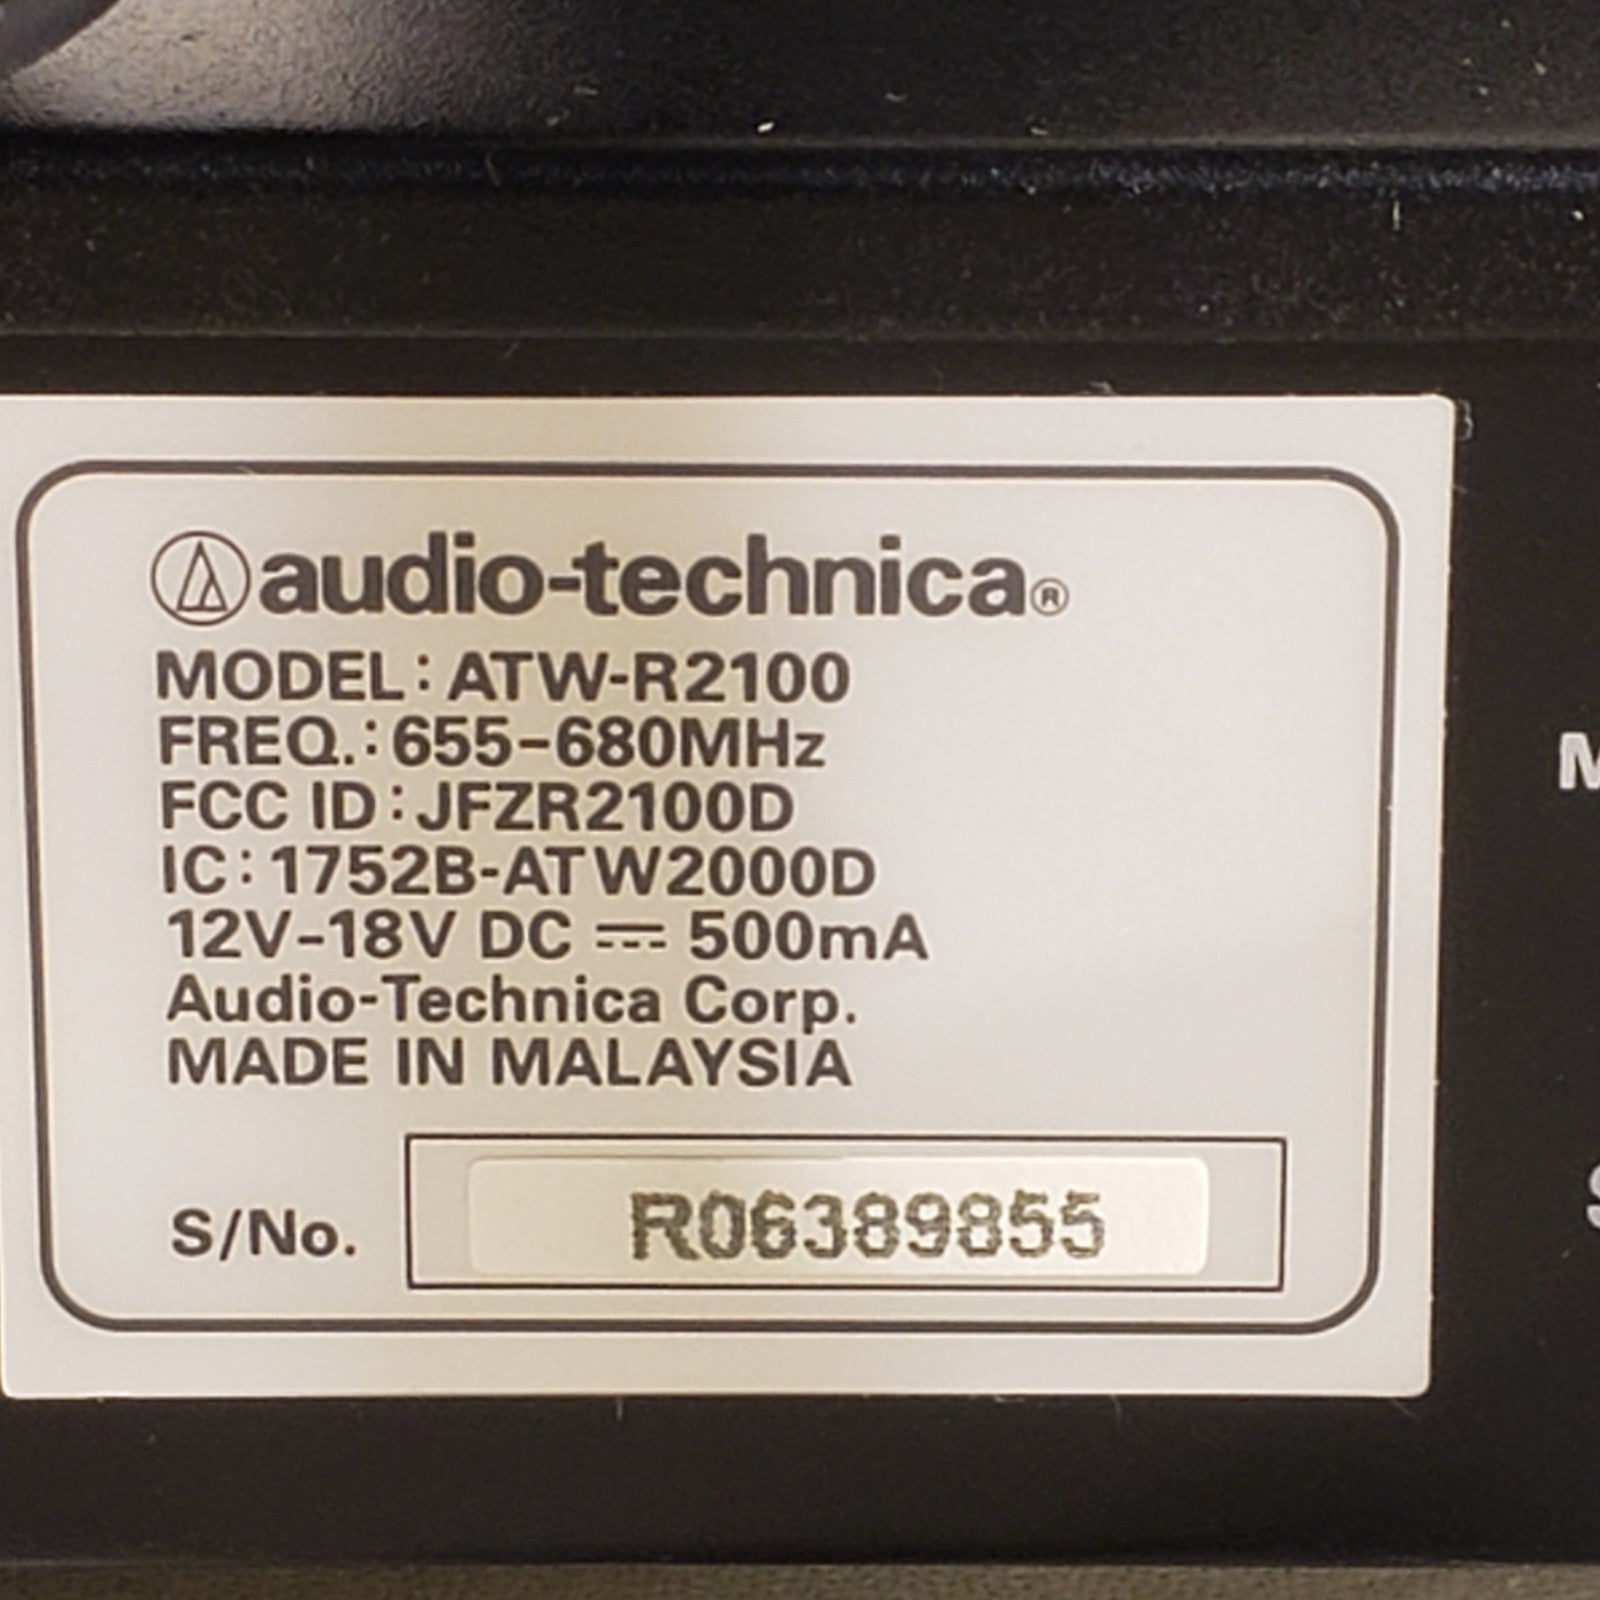 audio-technica®
MODEL: ATW-R2100
FREQ.: 655-680MHz
FCC ID: JFZR2100D
IC: 1752B-ATW2000D
12V-18V DC ⎓ 500mA
Audio-Technica Corp.
MADE IN MALAYSIA
S/No. R06389855
M
S